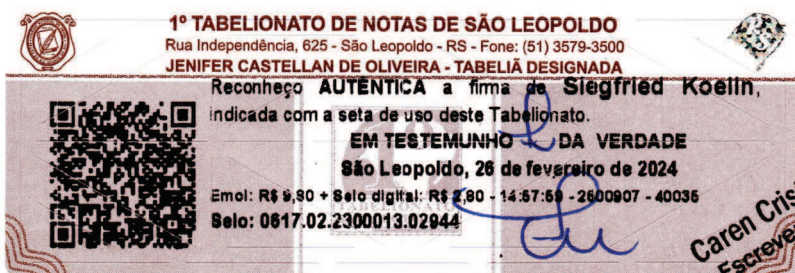 1º TABELIONATO DE NOTAS DE SÃO LEOPOLDO
Rua Independência, 625 - São Leopoldo - RS - Fone: (51) 3579-3500
JENIFER CASTELLAN DE OLIVEIRA - TABELIÃ DESIGNADA
Reconheço AUTÊNTICA a firma de Siegfried Koelln,
indicada com a seta de uso deste Tabelionato.
EM TESTEMUNHO DA VERDADE
São Leopoldo, 26 de fevereiro de 2024
Emol: R$ 9,80 + Selo digital: R$ 2,80 - 14:57:59 - 2600907 - 40035
Selo: 0617.02.2300013.02944
TABELIONATO
Caren Cris
Escreve